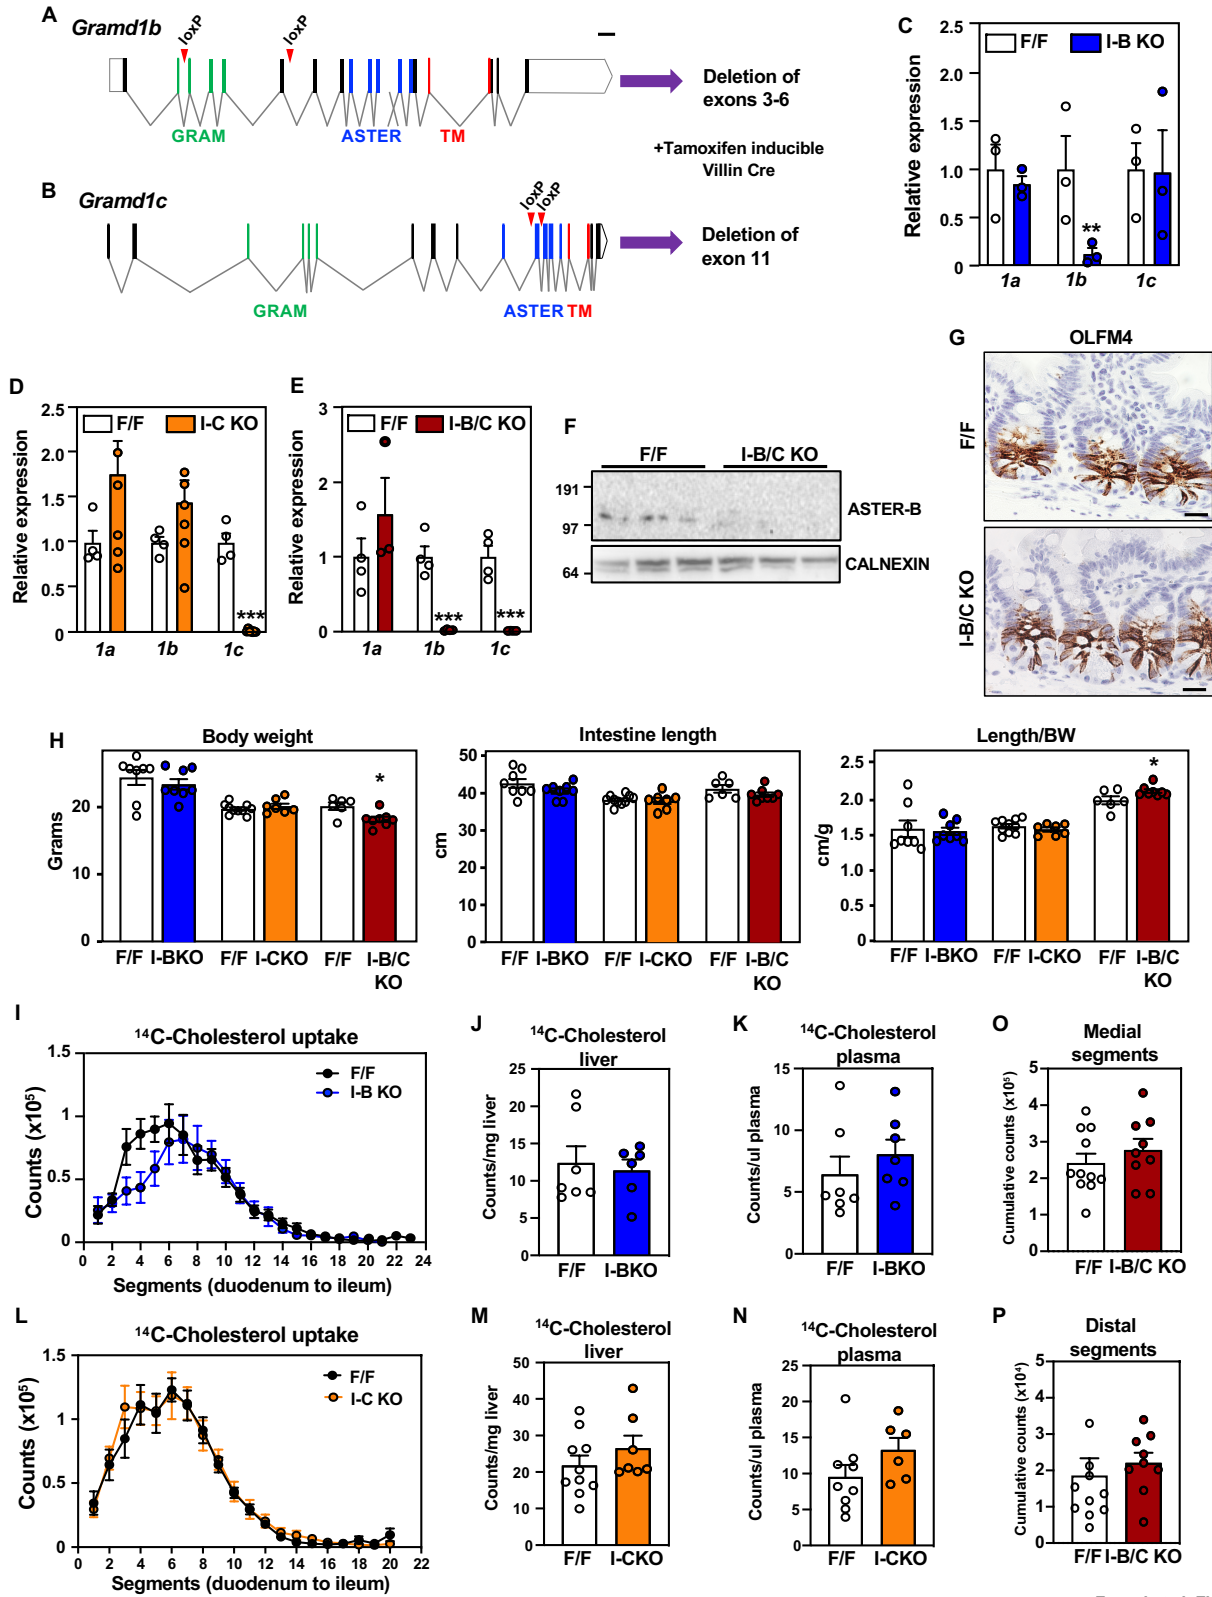 A
Gramd1b
loxP
loxP
GRAM
ASTER
TM
Deletion of
exons 3-6
+Tamoxifen inducible
Villin Cre
B
Gramd1c
loxP
loxP
GRAM
ASTER TM
Deletion of
exon 11
C
F/F
I-B KO
Relative expression
2.5
2.0
1.5
1.0
0.5
0
**
1a
1b
1c
D
F/F
I-C KO
Relative expression
2.5
2.0
1.5
1.0
0.5
0
***
1a
1b
1c
E
F/F
I-B/C KO
Relative expression
3
2
1
0
***
***
1a
1b
1c
F
F/F
I-B/C KO
191
97
64
ASTER-B
CALNEXIN
G
OLFM4
F/F
I-B/C KO
H
Body weight
Grams
20
10
0
*
F/F I-BKO
F/F I-CKO
F/F I-B/C
KO
Intestine length
cm
50
40
30
20
10
0
F/F I-BKO
F/F I-CKO
F/F I-B/C
KO
Length/BW
cm/g
2.5
2.0
1.5
1.0
0.5
0
*
F/F I-BKO
F/F I-CKO
F/F I-B/C
KO
I
¹⁴C-Cholesterol uptake
F/F
I-B KO
Counts (x10⁵)
1.5
1
0.5
0
0 2 4 6 8 10 12 14 16 18 20 22 24
Segments (duodenum to ileum)
J
¹⁴C-Cholesterol
liver
Counts/mg liver
25
20
15
10
5
0
F/F I-BKO
K
¹⁴C-Cholesterol
plasma
Counts/ul plasma
15
10
5
0
F/F I-BKO
O
Medial
segments
Cumulative counts (x10⁵)
5
4
3
2
1
0
F/F I-B/C KO
L
¹⁴C-Cholesterol uptake
F/F
I-C KO
Counts (x10⁵)
1.5
1
0.5
0
0 2 4 6 8 10 12 14 16 18 20 22
Segments (duodenum to ileum)
M
¹⁴C-Cholesterol
liver
Counts/mg liver
50
40
30
20
10
0
F/F I-CKO
N
¹⁴C-Cholesterol
plasma
Counts/ul plasma
25
20
15
10
5
0
F/F I-CKO
P
Distal
segments
Cumulative counts (x10⁴)
5
4
3
2
1
0
F/F I-B/C KO